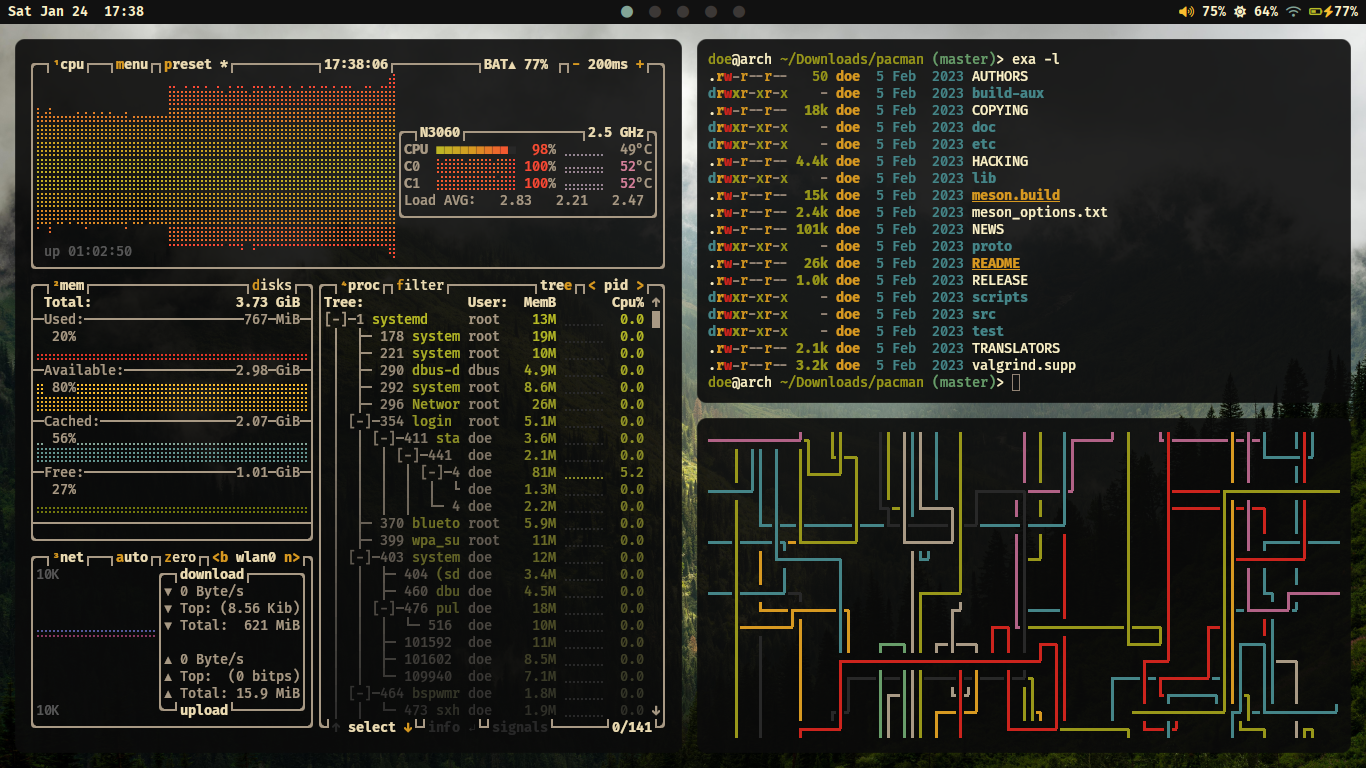 Sat Jan 24 17:38
75% 64% 77%
¹cpu menu preset * 17:38:06 BAT▲ 77% - 200ms +
N3060 2.5 GHz
CPU 98% 49°C
C0 100% 52°C
C1 100% 52°C
Load AVG: 2.83 2.21 2.47
up 01:02:50
²mem disks
Total: 3.73 GiB
Used: 767 MiB
20%
Available: 2.98 GiB
80%
Cached: 2.07 GiB
56%
Free: 1.01 GiB
27%
³net auto zero <b wlan0 n>
10K
download
▼ 0 Byte/s
▼ Top: (8.56 Kib)
▼ Total: 621 MiB
▲ 0 Byte/s
▲ Top: (0 bitps)
▲ Total: 15.9 MiB
10K
upload
⁴proc filter tree < pid >
Tree: User: MemB Cpu% ↑
[-]-1 systemd root 13M 0.0
178 system root 19M 0.0
221 system root 10M 0.0
290 dbus-d dbus 4.9M 0.0
292 system root 8.6M 0.0
296 Networ root 26M 0.0
[-]-354 login root 5.1M 0.0
[-]-411 sta doe 3.6M 0.0
[-]-441 doe 2.1M 0.0
[-]-4 doe 81M 5.2
doe 1.3M 0.0
4 doe 2.2M 0.0
370 blueto root 5.9M 0.0
399 wpa_su root 11M 0.0
[-]-403 system doe 12M 0.0
404 (sd doe 3.4M 0.0
460 dbu doe 4.5M 0.0
[-]-476 pul doe 18M 0.0
516 doe 10M 0.0
101592 doe 11M 0.0
101602 doe 8.5M 0.0
109940 doe 7.1M 0.0
[-]-464 bspwmr doe 1.8M 0.0
473 sxh doe 1.9M 0.0 ↓
↑ select ↓ info signals 0/141
doe@arch ~/Downloads/pacman (master)> exa -l
.rw-r--r-- 50 doe 5 Feb 2023 AUTHORS
drwxr-xr-x - doe 5 Feb 2023 build-aux
.rw-r--r-- 18k doe 5 Feb 2023 COPYING
drwxr-xr-x - doe 5 Feb 2023 doc
drwxr-xr-x - doe 5 Feb 2023 etc
.rw-r--r-- 4.4k doe 5 Feb 2023 HACKING
drwxr-xr-x - doe 5 Feb 2023 lib
.rw-r--r-- 15k doe 5 Feb 2023 meson.build
.rw-r--r-- 2.4k doe 5 Feb 2023 meson_options.txt
.rw-r--r-- 101k doe 5 Feb 2023 NEWS
drwxr-xr-x - doe 5 Feb 2023 proto
.rw-r--r-- 26k doe 5 Feb 2023 README
.rw-r--r-- 1.0k doe 5 Feb 2023 RELEASE
drwxr-xr-x - doe 5 Feb 2023 scripts
drwxr-xr-x - doe 5 Feb 2023 src
drwxr-xr-x - doe 5 Feb 2023 test
.rw-r--r-- 2.1k doe 5 Feb 2023 TRANSLATORS
.rw-r--r-- 3.2k doe 5 Feb 2023 valgrind.supp
doe@arch ~/Downloads/pacman (master)>